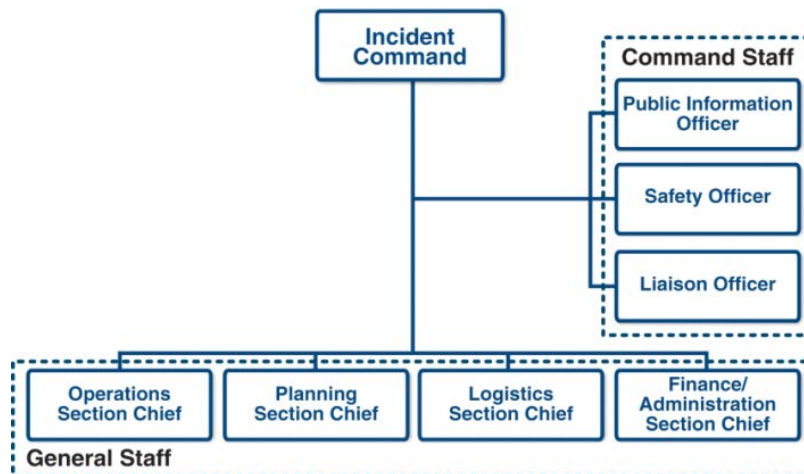 Incident
Command
Command Staff
Public Information
Officer
Safety Officer
Liaison Officer
Operations
Section Chief
Planning
Section Chief
Logistics
Section Chief
Finance/
Administration
Section Chief
General Staff